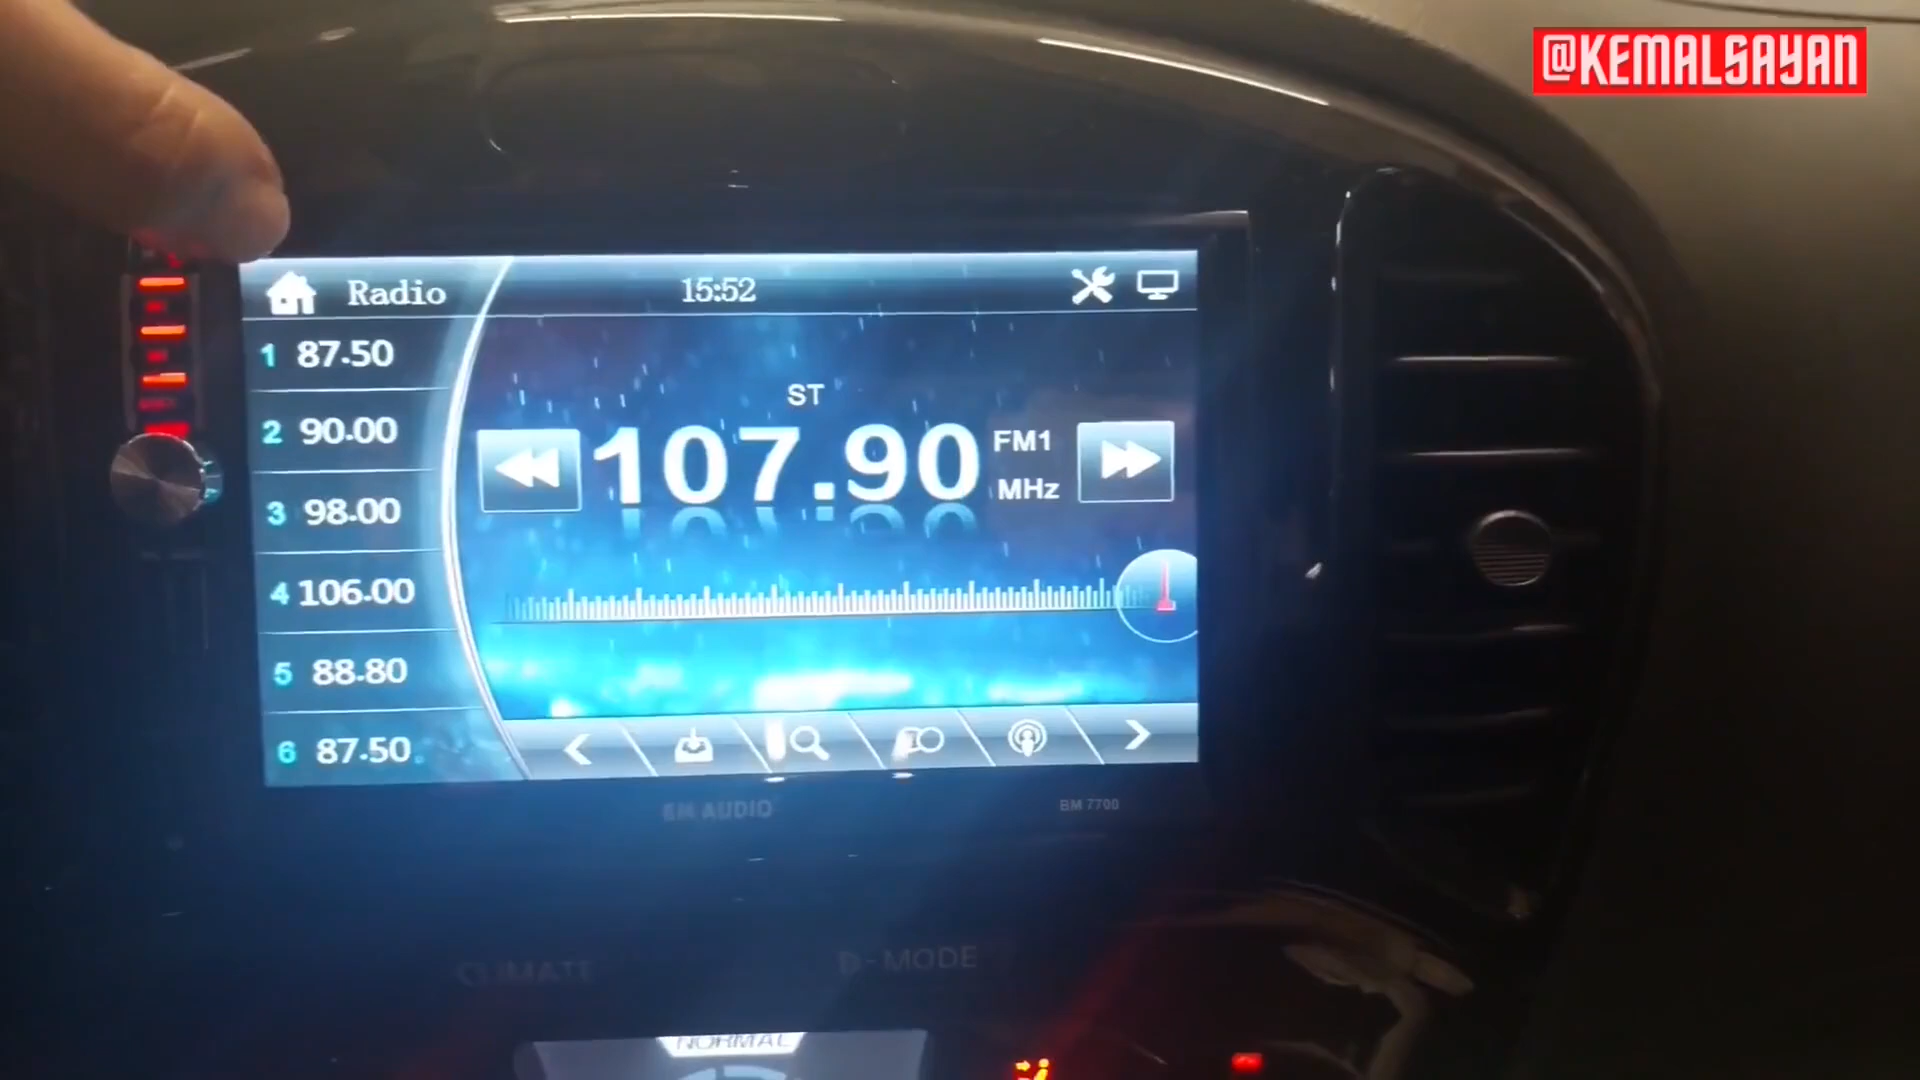 @KEMALSAYAN
Radio
15:52
1 87.50
2 90.00
3 98.00
4 106.00
5 88.80
6 87.50
ST
107.90
FM1
MHz
EM AUDIO
BM 7700
CLIMATE
D-MODE
NORMAL